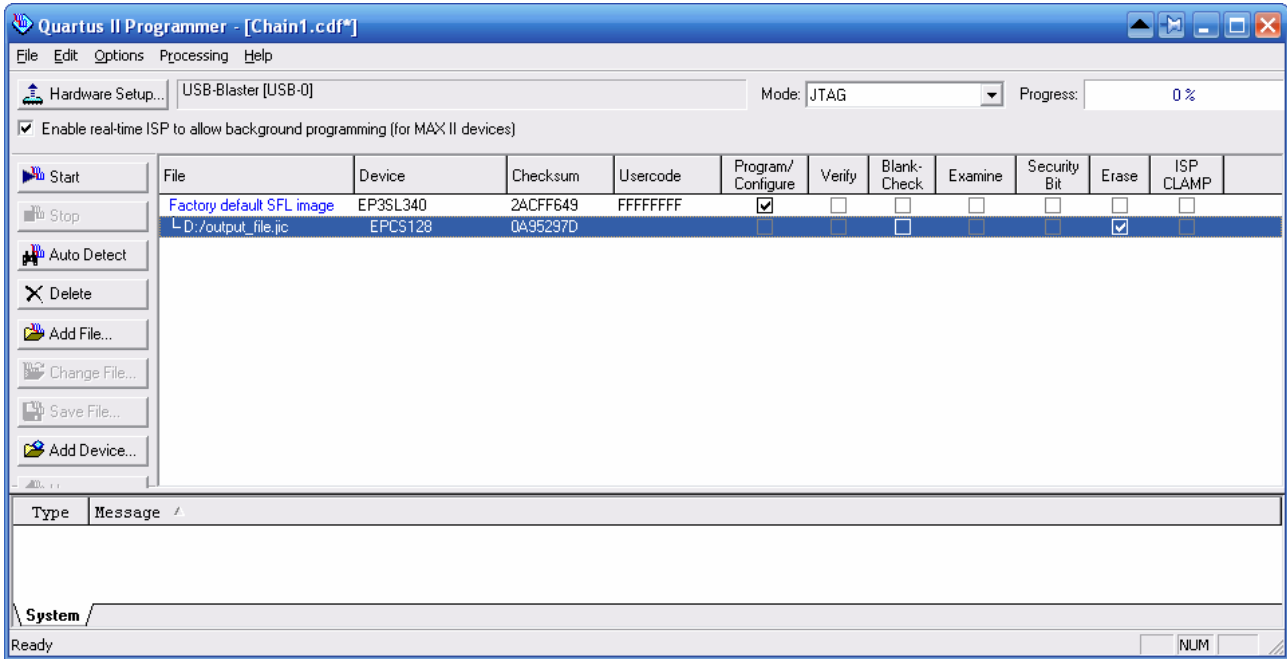 Quartus II Programmer - [Chain1.cdf*]
File Edit Options Processing Help
Hardware Setup... USB-Blaster [USB-0] Mode: JTAG Progress: 0 %
Enable real-time ISP to allow background programming (for MAX II devices)
Start
Stop
Auto Detect
Delete
Add File...
Change File...
Save File...
Add Device...
File Device Checksum Usercode Program/ Configure Verify Blank- Check Examine Security Bit Erase ISP CLAMP
Factory default SFL image EP3SL340 2ACFF649 FFFFFFFF
D:/output_file.jic EPCS128 0A95297D
Type Message
System
Ready NUM